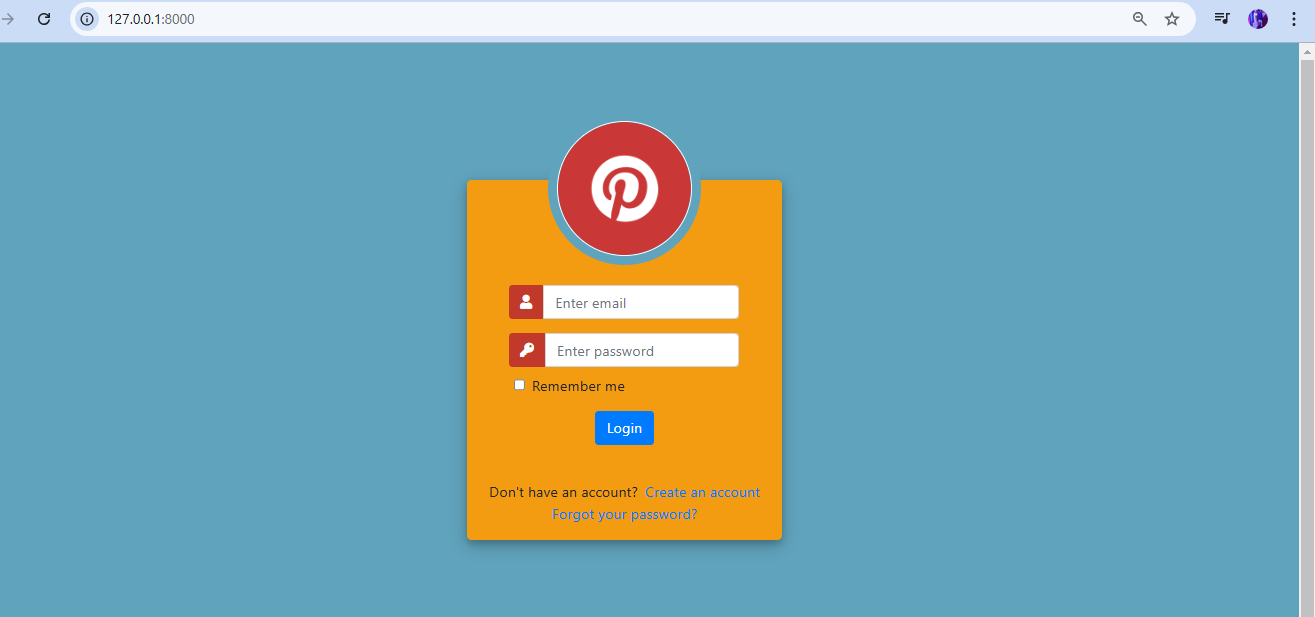 127.0.0.1:8000
Enter email
Enter password
Remember me
Login
Don't have an account? Create an account
Forgot your password?